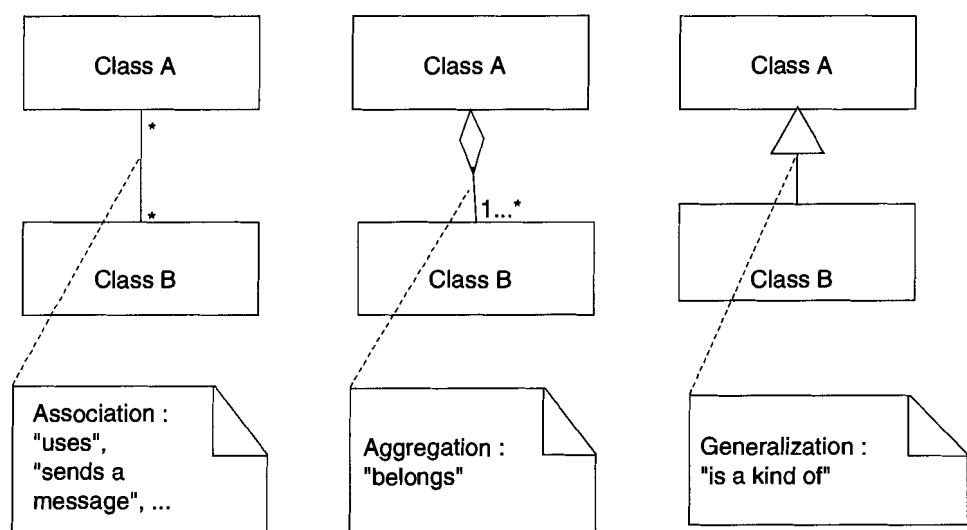 Class A
*
*
Class B
Association :
"uses",
"sends a
message", ...
Class A
1...*
Class B
Aggregation :
"belongs"
Class A
Class B
Generalization :
"is a kind of"